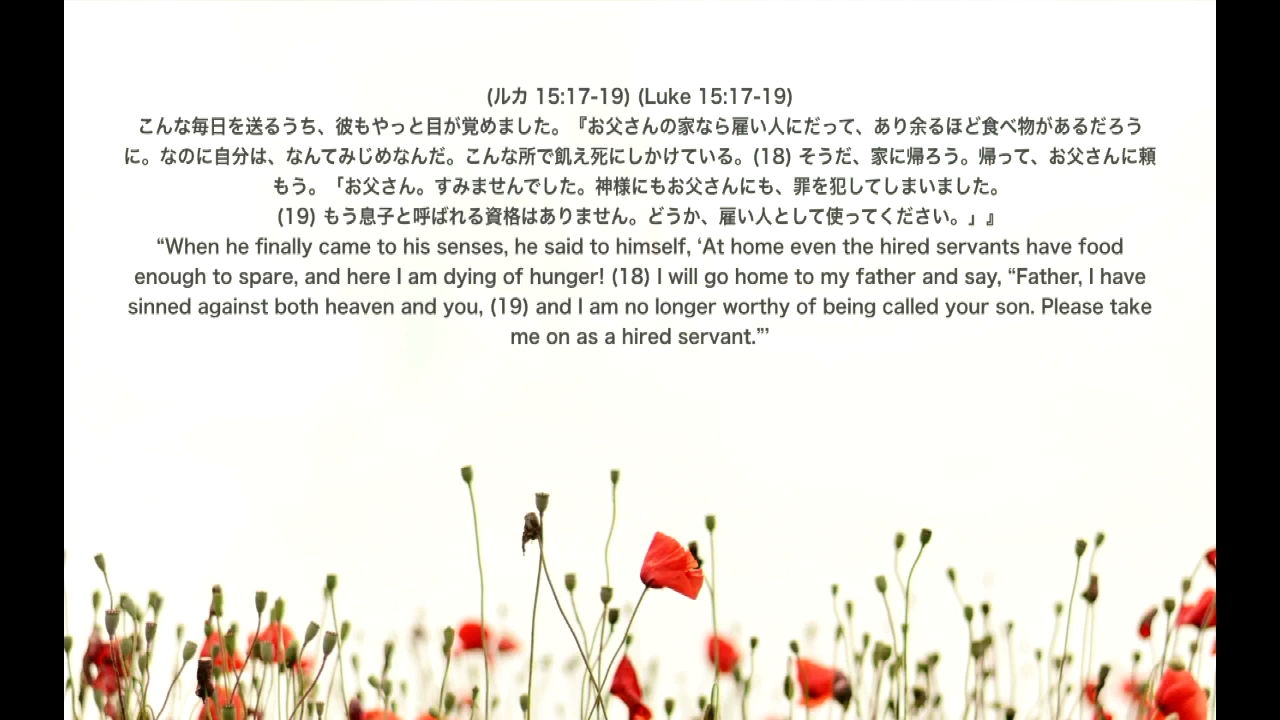 (ルカ 15:17-19) (Luke 15:17-19)
こんな毎日を送るうち、彼もやっと目が覚めました。『お父さんの家なら雇い人にだって、あり余るほど食べ物があるだろう
に。なのに自分は、なんてみじめなんだ。こんな所で飢え死にしかけている。(18) そうだ、家に帰ろう。帰って、お父さんに頼
もう。「お父さん。すみませんでした。神様にもお父さんにも、罪を犯してしまいました。
(19) もう息子と呼ばれる資格はありません。どうか、雇い人として使ってください。」』
“When he finally came to his senses, he said to himself, ‘At home even the hired servants have food
enough to spare, and here I am dying of hunger! (18) I will go home to my father and say, “Father, I have
sinned against both heaven and you, (19) and I am no longer worthy of being called your son. Please take
me on as a hired servant.”’